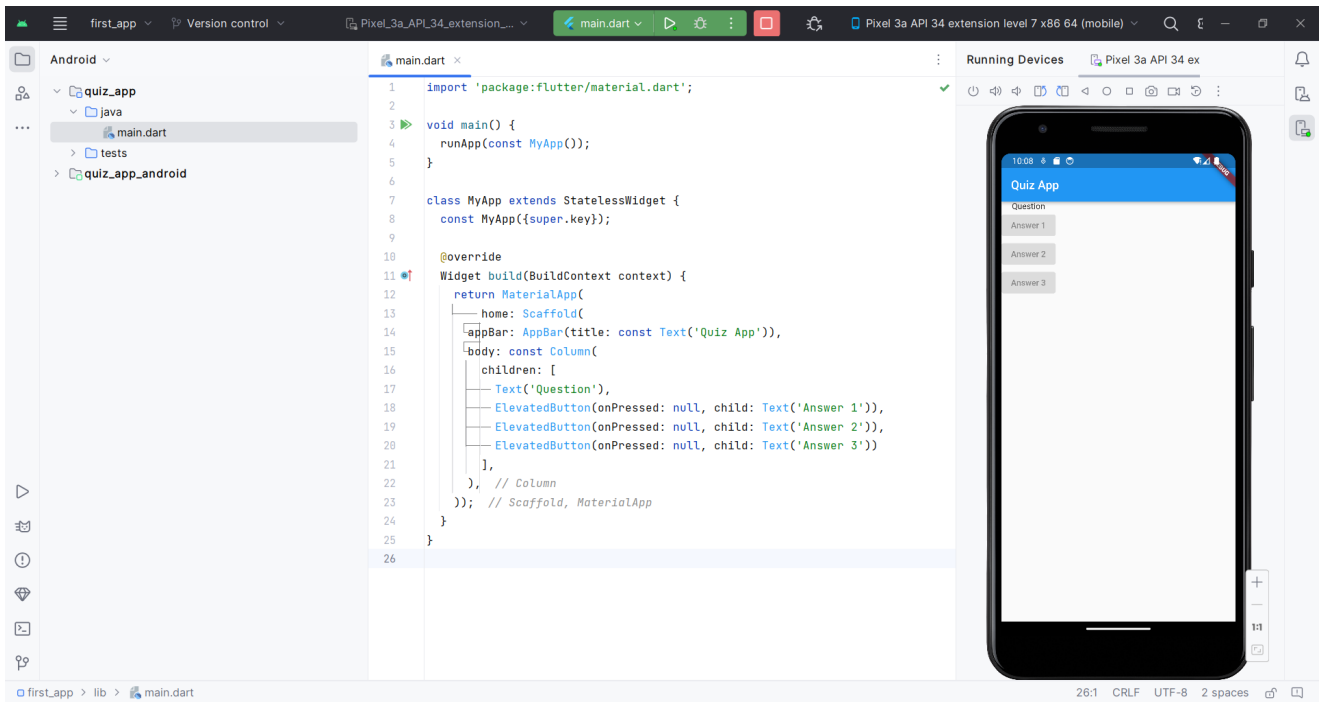 first_app
Version control
Pixel_3a_API_34_extension_...
main.dart
Pixel 3a API 34 extension level 7 x86 64 (mobile)
Android
main.dart
Running Devices
Pixel 3a API 34 ex
quiz_app
java
main.dart
tests
quiz_app_android
1 import 'package:flutter/material.dart';
2
3 void main() {
4 runApp(const MyApp());
5 }
6
7 class MyApp extends StatelessWidget {
8 const MyApp({super.key});
9
10 @override
11 Widget build(BuildContext context) {
12 return MaterialApp(
13 home: Scaffold(
14 appBar: AppBar(title: const Text('Quiz App')),
15 body: const Column(
16 children: [
17 Text('Question'),
18 ElevatedButton(onPressed: null, child: Text('Answer 1')),
19 ElevatedButton(onPressed: null, child: Text('Answer 2')),
20 ElevatedButton(onPressed: null, child: Text('Answer 3'))
21 ],
22 ), // Column
23 )); // Scaffold, MaterialApp
24 }
25 }
26
10:08
Quiz App
Question
Answer 1
Answer 2
Answer 3
1:1
first_app > lib > main.dart
26:1 CRLF UTF-8 2 spaces